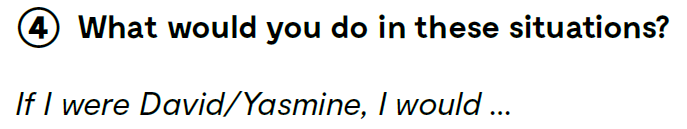 ④ What would you do in these situations?
If I were David/Yasmine, I would ...